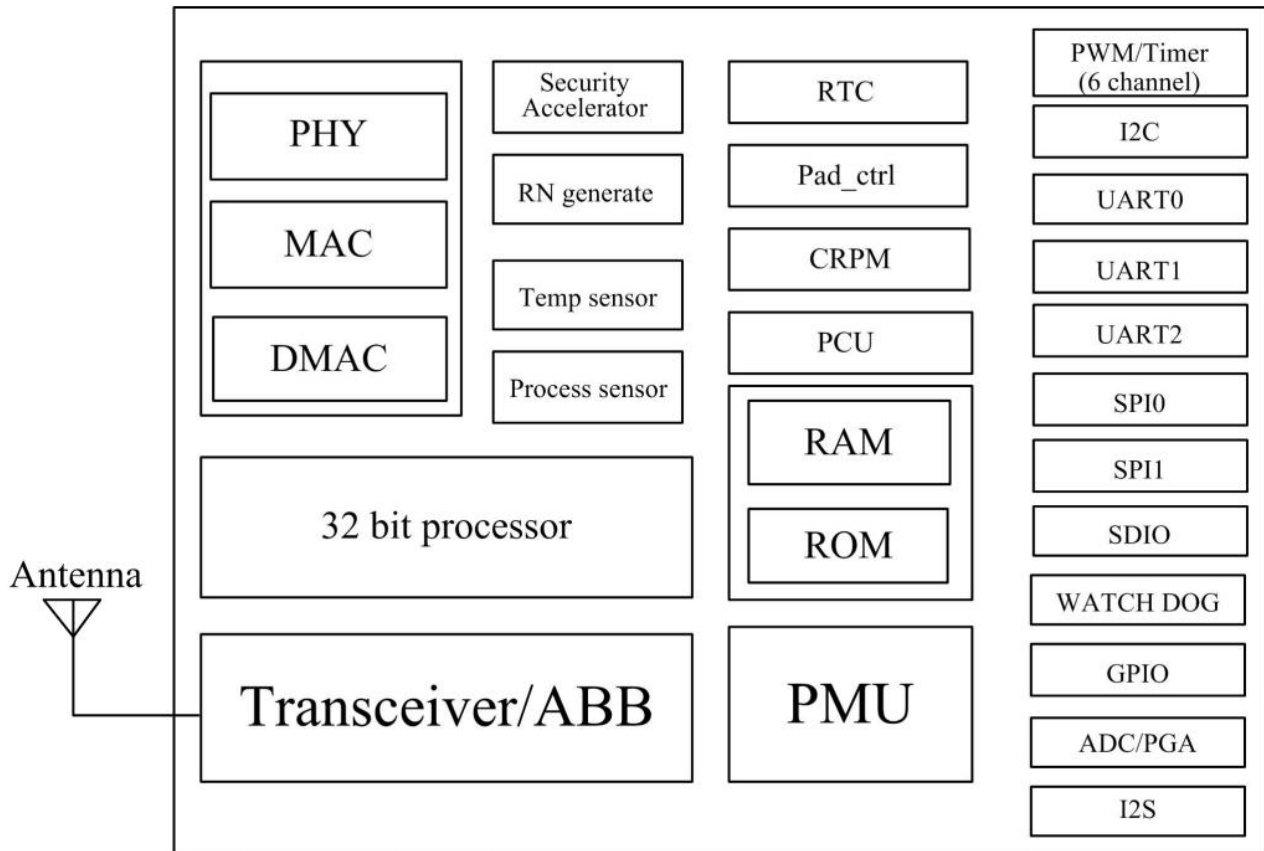 PHY
MAC
DMAC
Security
Accelerator
RN generate
Temp sensor
Process sensor
32 bit processor
Antenna
Transceiver/ABB
RTC
Pad_ctrl
CRPM
PCU
RAM
ROM
PMU
PWM/Timer
(6 channel)
I2C
UART0
UART1
UART2
SPI0
SPI1
SDIO
WATCH DOG
GPIO
ADC/PGA
I2S